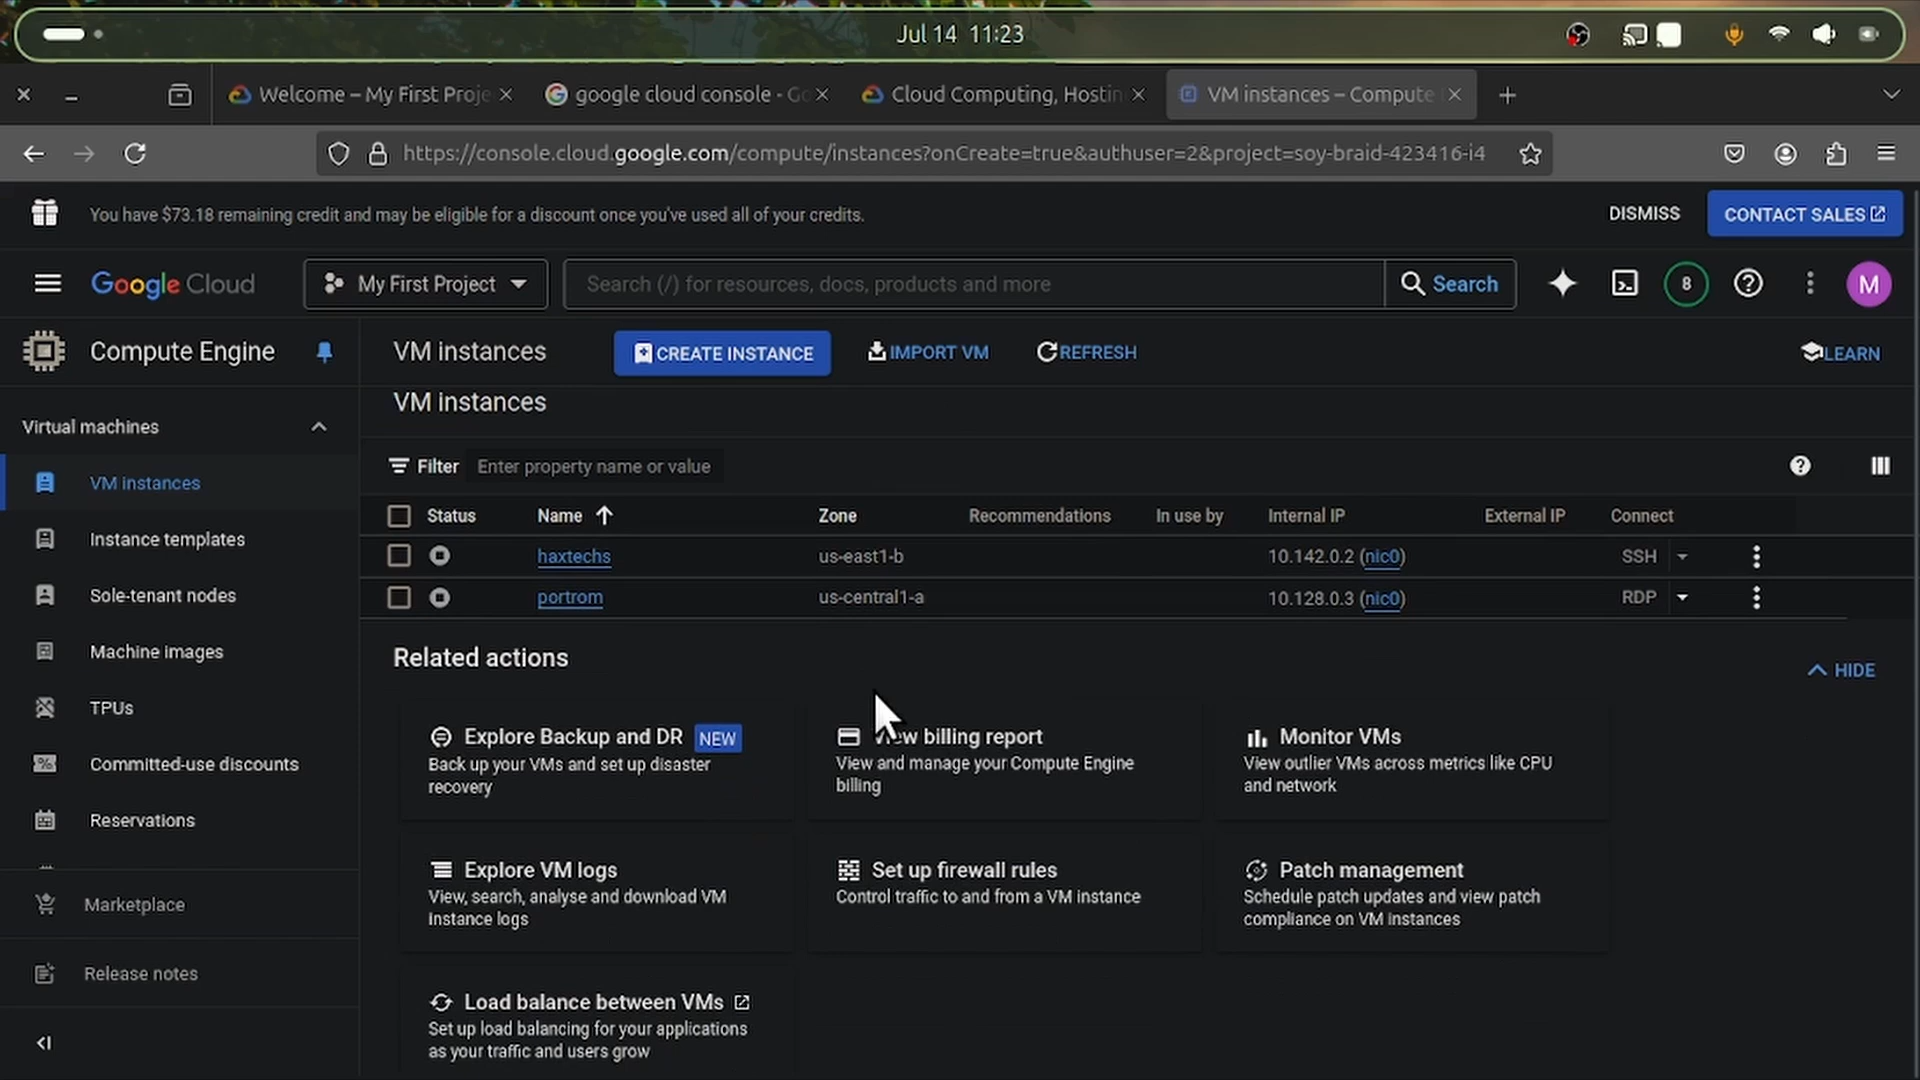 Jul 14 11:23
Welcome – My First Proje
google cloud console - Go
Cloud Computing, Hostin
VM instances – Compute
https://console.cloud.google.com/compute/instances?onCreate=true&authuser=2&project=soy-braid-423416-i4
You have $73.18 remaining credit and may be eligible for a discount once you've used all of your credits.
DISMISS
CONTACT SALES
Google Cloud
My First Project
Search (/) for resources, docs, products and more
Search
8
M
Compute Engine
VM instances
CREATE INSTANCE
IMPORT VM
REFRESH
LEARN
Virtual machines
VM instances
Instance templates
Sole-tenant nodes
Machine images
TPUs
Committed-use discounts
Reservations
Marketplace
Release notes
VM instances
Filter Enter property name or value
Status Name Zone Recommendations In use by Internal IP External IP Connect
haxtechs us-east1-b 10.142.0.2 (nic0) SSH
portrom us-central1-a 10.128.0.3 (nic0) RDP
Related actions
HIDE
Explore Backup and DR NEW
Back up your VMs and set up disaster
recovery
billing report
View and manage your Compute Engine
billing
Monitor VMs
View outlier VMs across metrics like CPU
and network
Explore VM logs
View, search, analyse and download VM
instance logs
Set up firewall rules
Control traffic to and from a VM instance
Patch management
Schedule patch updates and view patch
compliance on VM instances
Load balance between VMs
Set up load balancing for your applications
as your traffic and users grow